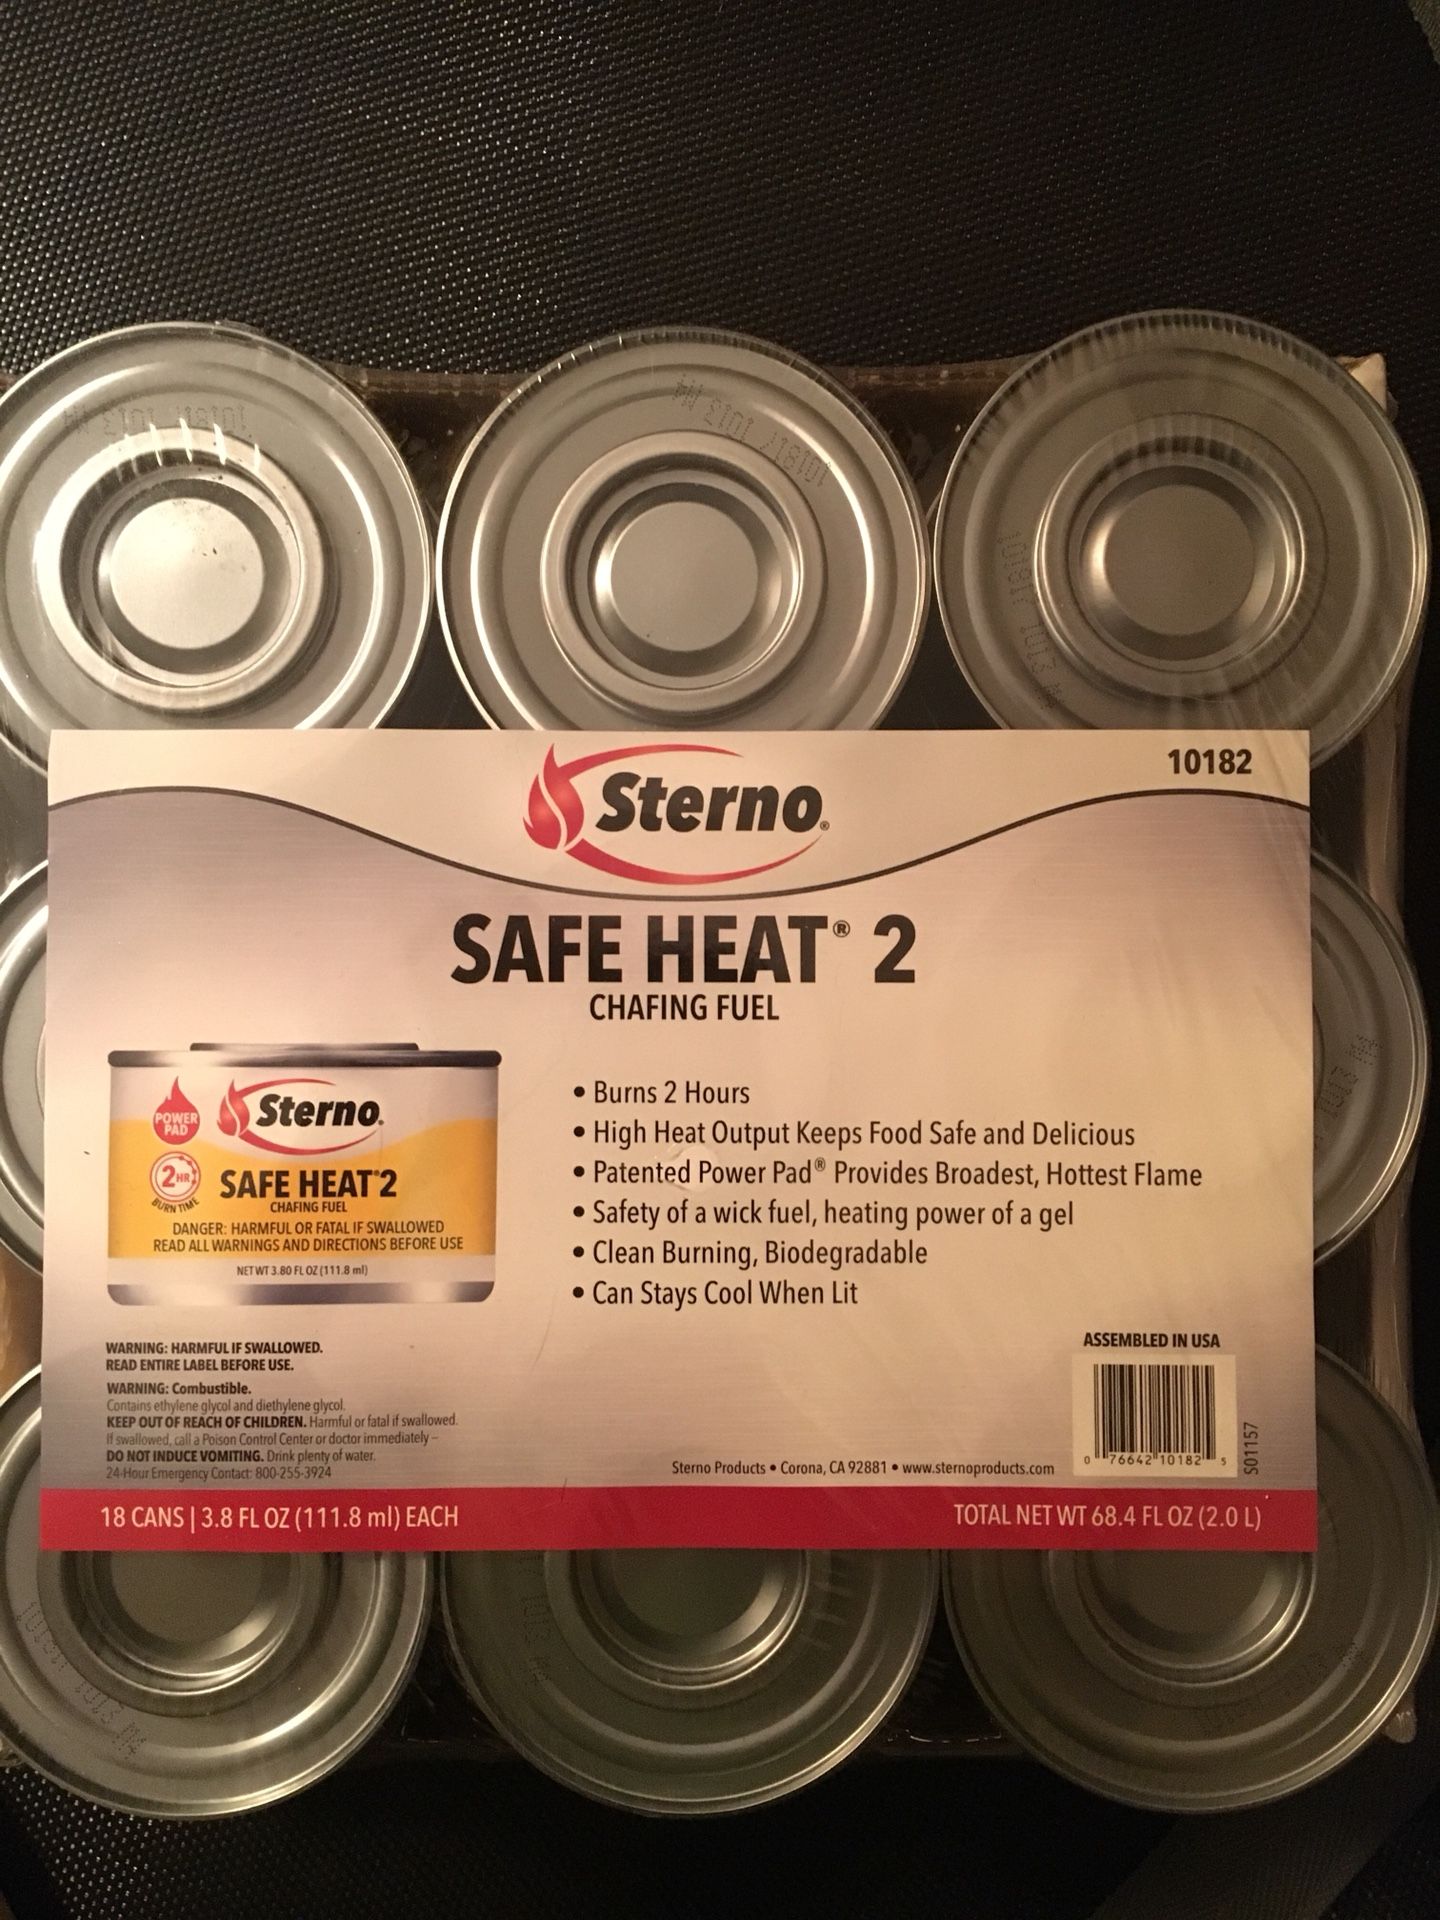 101817 1013 M4
10182
Sterno®
SAFE HEAT® 2
CHAFING FUEL
POWER
PAD
Sterno®
2HR
BURN TIME
SAFE HEAT®2
CHAFING FUEL
DANGER: HARMFUL OR FATAL IF SWALLOWED
READ ALL WARNINGS AND DIRECTIONS BEFORE USE
NET WT 3.80 FL OZ (111.8 ml)
• Burns 2 Hours
• High Heat Output Keeps Food Safe and Delicious
• Patented Power Pad® Provides Broadest, Hottest Flame
• Safety of a wick fuel, heating power of a gel
• Clean Burning, Biodegradable
• Can Stays Cool When Lit
WARNING: HARMFUL IF SWALLOWED.
READ ENTIRE LABEL BEFORE USE.
WARNING: Combustible.
Contains ethylene glycol and diethylene glycol.
KEEP OUT OF REACH OF CHILDREN. Harmful or fatal if swallowed.
If swallowed, call a Poison Control Center or doctor immediately –
DO NOT INDUCE VOMITING. Drink plenty of water.
24-Hour Emergency Contact: 800-255-3924
Sterno Products • Corona, CA 92881 • www.sternoproducts.com
ASSEMBLED IN USA
0 76642 10182 5
S01157
18 CANS | 3.8 FL OZ (111.8 ml) EACH
TOTAL NET WT 68.4 FL OZ (2.0 L)